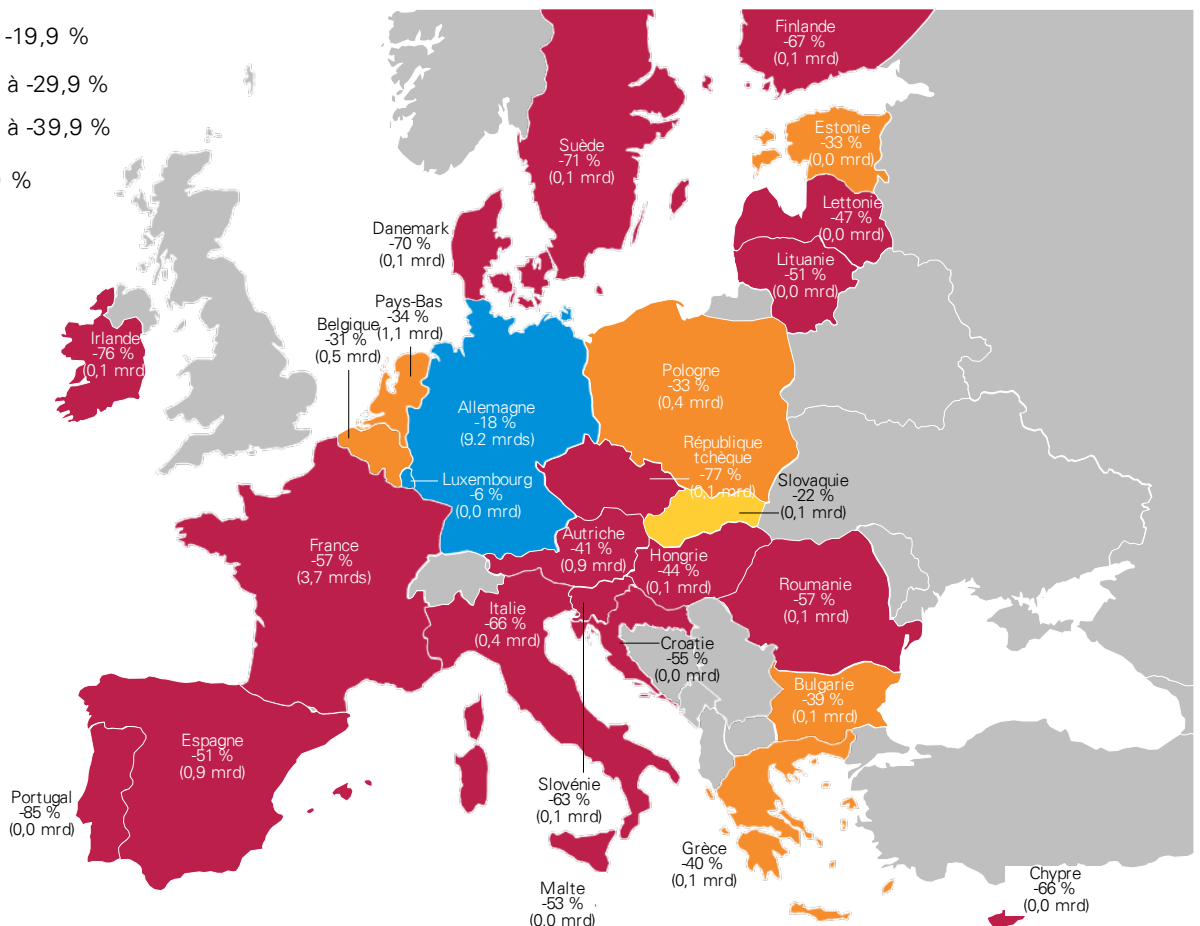 -19,9 %
à -29,9 %
à -39,9 %
%
Finlande
-67 %
(0,1 mrd)
Estonie
-33 %
(0,0 mrd)
Suède
-71 %
(0,1 mrd)
Lettonie
-47 %
(0,0 mrd)
Danemark
-70 %
(0,1 mrd)
Lituanie
-51 %
(0,0 mrd)
Pays-Bas
-34 %
(1,1 mrd)
Belgique
-31 %
(0,5 mrd)
Irlande
-76 %
(0,1 mrd
Pologne
-33 %
(0,4 mrd)
Allemagne
-18 %
(9.2 mrds)
République
tchèque
-77 %
(0,1 mrd)
Luxembourg
-6 %
(0,0 mrd)
Slovaquie
-22 %
(0,1 mrd)
France
-57 %
(3,7 mrds)
Autriche
-41 %
(0,9 mrd)
Hongrie
-44 %
(0,1 mrd)
Roumanie
-57 %
(0,1 mrd)
Italie
-66 %
(0,4 mrd)
Croatie
-55 %
(0,0 mrd)
Bulgarie
-39 %
(0,1 mrd)
Espagne
-51 %
(0,9 mrd)
Portugal
-85 %
(0,0 mrd)
Slovénie
-63 %
(0,1 mrd)
Grèce
-40 %
(0,1 mrd)
Malte
-53 %
(0,0 mrd)
Chypre
-66 %
(0,0 mrd)